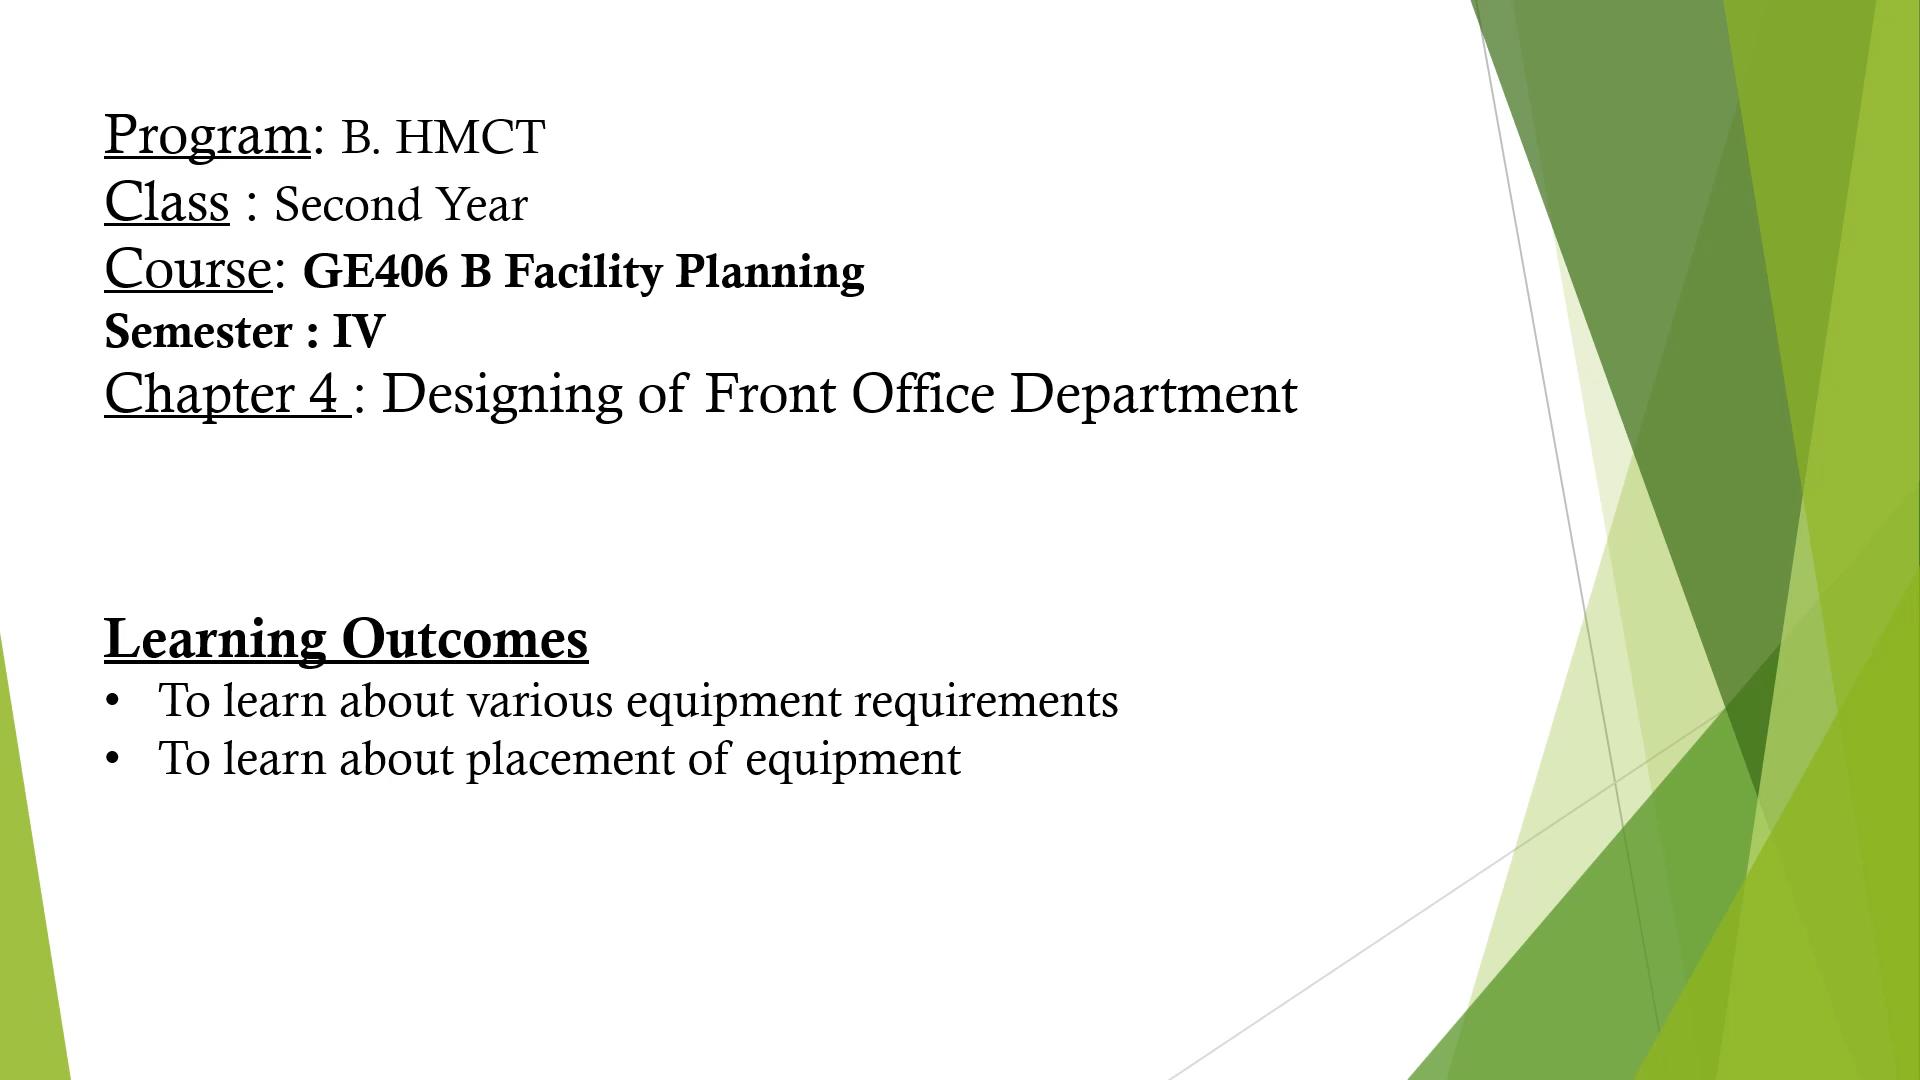 Program: B. HMCT
Class : Second Year
Course: GE406 B Facility Planning
Semester : IV
Chapter 4 : Designing of Front Office Department
Learning Outcomes
• To learn about various equipment requirements
• To learn about placement of equipment